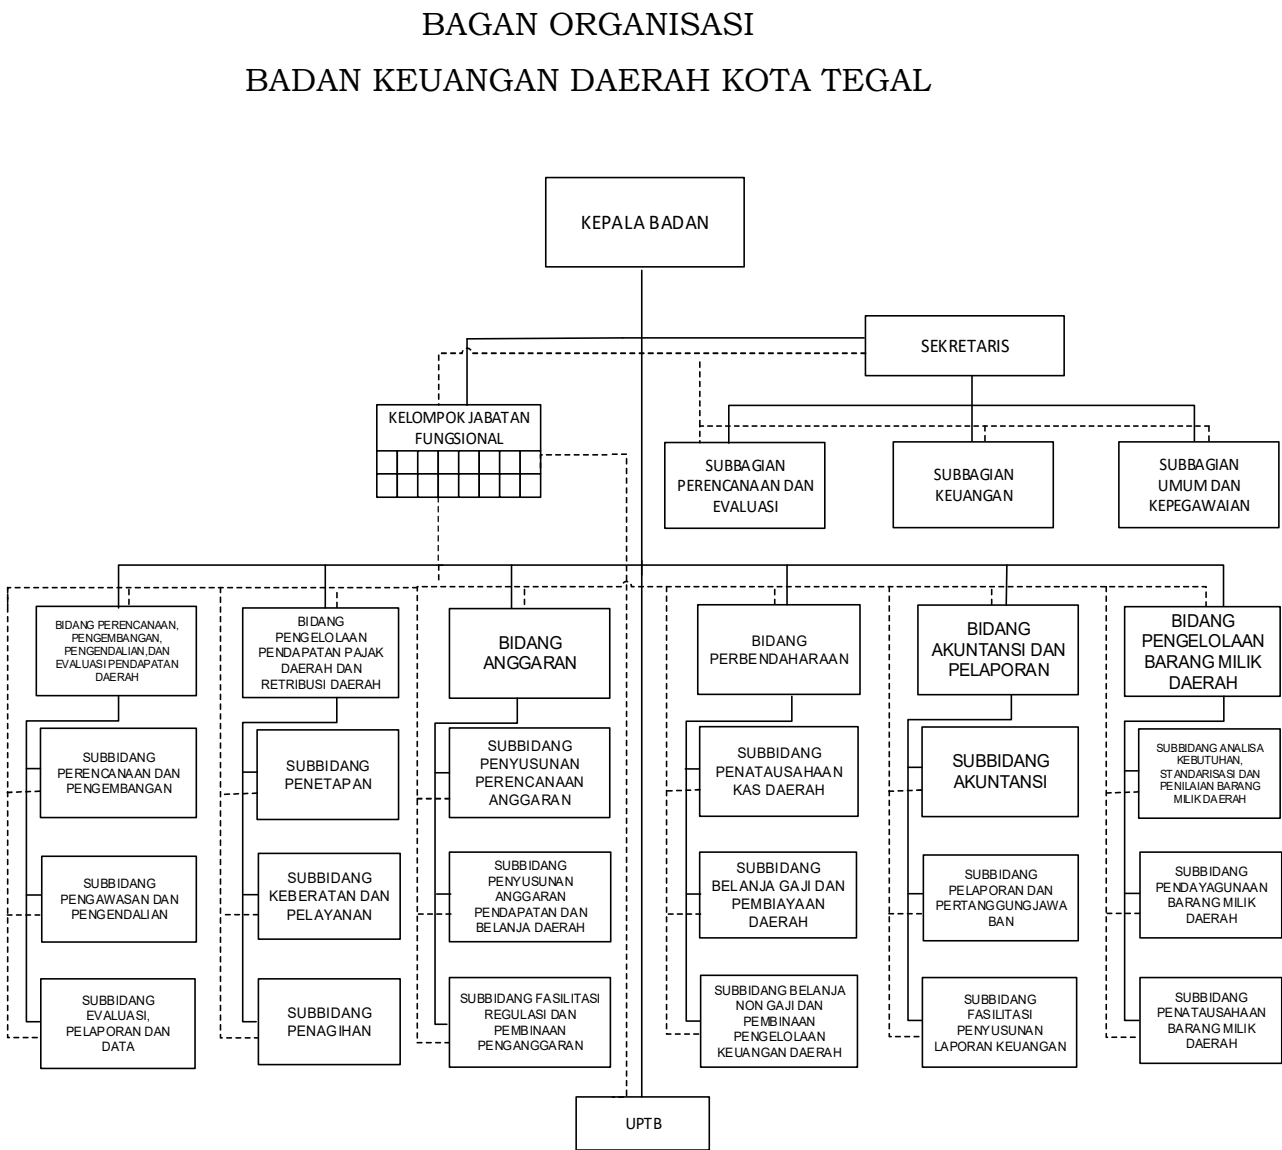 BAGAN ORGANISASI
BADAN KEUANGAN DAERAH KOTA TEGAL
KEPALA BADAN
SEKRETARIS
KELOMPOK JABATAN
FUNGSIONAL
SUBBAGIAN
PERENCANAAN DAN
EVALUASI
SUBBAGIAN
KEUANGAN
SUBBAGIAN
UMUM DAN
KEPEGAWAIAN
BIDANG PERENCANAAN,
PENGEMBANGAN,
PENGENDALIAN,DAN
EVALUASI PENDAPATAN
DAERAH
BIDANG
PENGELOLAAN
PENDAPATAN PAJAK
DAERAH DAN
RETRIBUSI DAERAH
BIDANG
ANGGARAN
BIDANG
PERBENDAHARAAN
BIDANG
AKUNTANSI DAN
PELAPORAN
BIDANG
PENGELOLAAN
BARANG MILIK
DAERAH
SUBBIDANG
PERENCANAAN DAN
PENGEMBANGAN
SUBBIDANG
PENETAPAN
SUBBIDANG
PENYUSUNAN
PERENCANAAN
ANGGARAN
SUBBIDANG
PENATAUSAHAAN
KAS DAERAH
SUBBIDANG
AKUNTANSI
SUBBIDANG ANALISA
KEBUTUHAN,
STANDARISASI DAN
PENILAIAN BARANG
MILIK DAERAH
SUBBIDANG
PENGAWASAN DAN
PENGENDALIAN
SUBBIDANG
KEBERATAN DAN
PELAYANAN
SUBBIDANG
PENYUSUNAN
ANGGARAN
PENDAPATAN DAN
BELANJA DAERAH
SUBBIDANG
BELANJA GAJI DAN
PEMBIAYAAN
DAERAH
SUBBIDANG
PELAPORAN DAN
PERTANGGUNGJAWA
BAN
SUBBIDANG
PENDAYAGUNAAN
BARANG MILIK
DAERAH
SUBBIDANG
EVALUASI,
PELAPORAN DAN
DATA
SUBBIDANG
PENAGIHAN
SUBBIDANG FASILITASI
REGULASI DAN
PEMBINAAN
PENGANGGARAN
SUBBIDANG BELANJA
NON GAJI DAN
PEMBINAAN
PENGELOLAAN
KEUANGAN DAERAH
SUBBIDANG
FASILITASI
PENYUSUNAN
LAPORAN KEUANGAN
SUBBIDANG
PENATAUSAHAAN
BARANG MILIK
DAERAH
UPTB